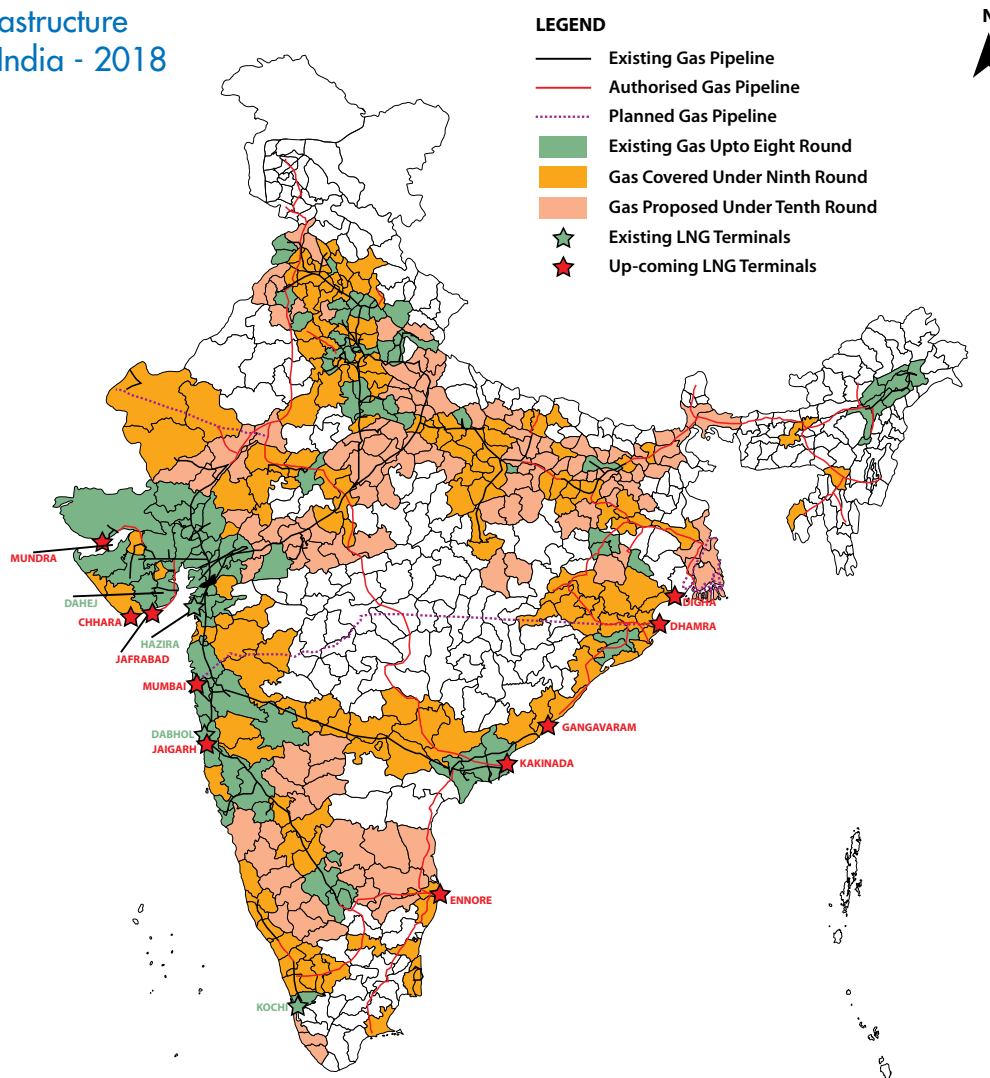 astructure
India - 2018
LEGEND
Existing Gas Pipeline
Authorised Gas Pipeline
Planned Gas Pipeline
Existing Gas Upto Eight Round
Gas Covered Under Ninth Round
Gas Proposed Under Tenth Round
Existing LNG Terminals
Up-coming LNG Terminals
N
MUNDRA
DAHEJ
CHHARA
HAZIRA
JAFRABAD
MUMBAI
DABHOL
JAIGARH
DIGHA
DHAMRA
GANGAVARAM
KAKINADA
ENNORE
KOCHI